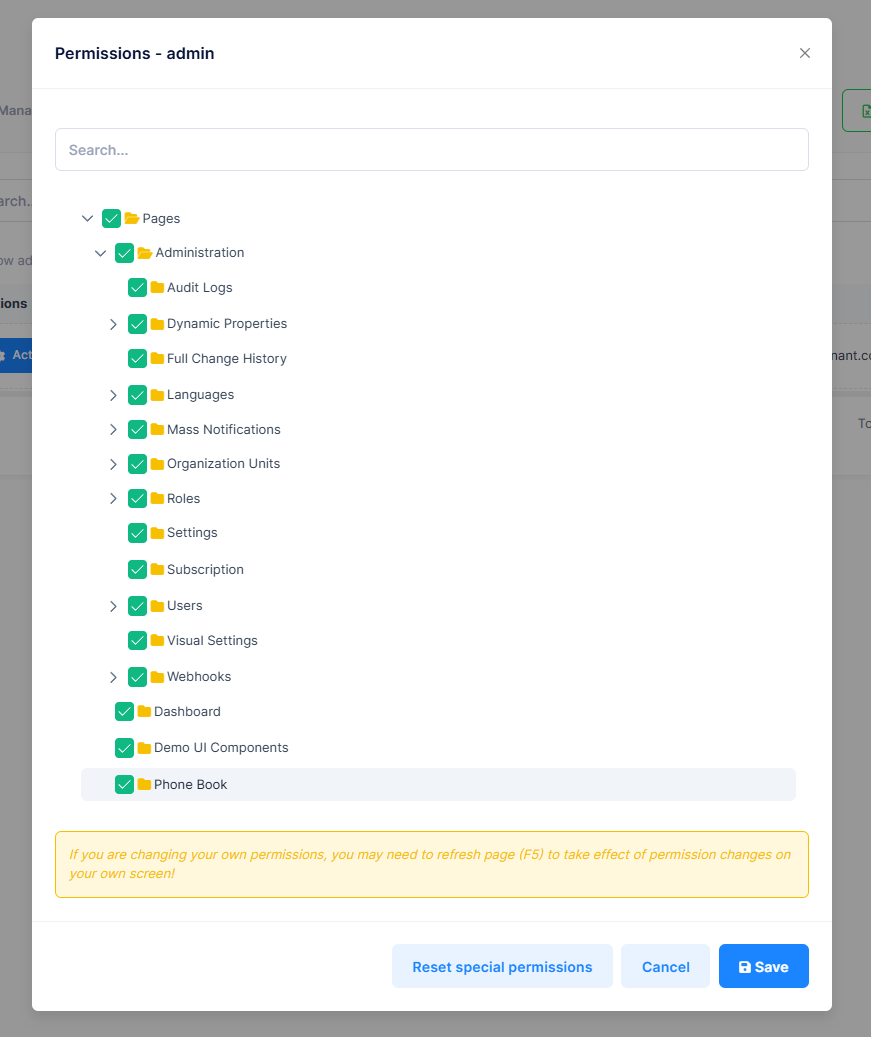 Permissions - admin
Mana
Search...
arch..
Pages
Administration
ow ad
Audit Logs
ions
Dynamic Properties
Act
Full Change History
nant.co
Languages
To
Mass Notifications
Organization Units
Roles
Settings
Subscription
Users
Visual Settings
Webhooks
Dashboard
Demo UI Components
Phone Book
If you are changing your own permissions, you may need to refresh page (F5) to take effect of permission changes on
your own screen!
Reset special permissions
Cancel
Save